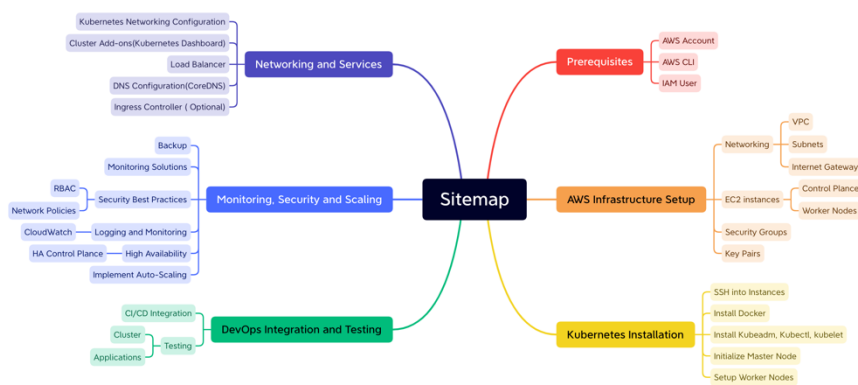 Sitemap
Prerequisites
AWS Account
AWS CLI
IAM User
AWS Infrastructure Setup
Networking
VPC
Subnets
Internet Gateway
EC2 instances
Control Plance
Worker Nodes
Security Groups
Key Pairs
Kubernetes Installation
SSH into Instances
Install Docker
Install Kubeadm, Kubectl, kubelet
Initialize Master Node
Setup Worker Nodes
Networking and Services
Kubernetes Networking Configuration
Cluster Add-ons(Kubernetes Dashboard)
Load Balancer
DNS Configuration(CoreDNS)
Ingress Controller ( Optional)
Monitoring, Security and Scaling
Backup
Monitoring Solutions
Security Best Practices
RBAC
Network Policies
Logging and Monitoring
CloudWatch
High Availability
HA Control Plance
Implement Auto-Scaling
DevOps Integration and Testing
CI/CD Integration
Testing
Cluster
Applications